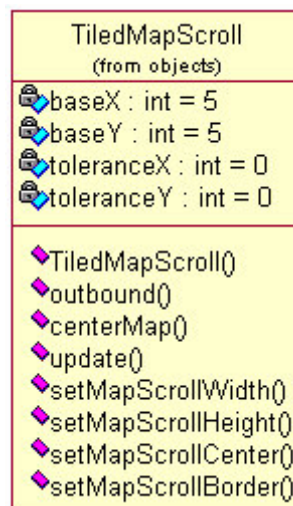 TiledMapScroll
(from objects)
baseX : int = 5
baseY : int = 5
toleranceX : int = 0
toleranceY : int = 0
TiledMapScroll()
outbound()
centerMap()
update()
setMapScrollWidth()
setMapScrollHeight()
setMapScrollCenter()
setMapScrollBorder()